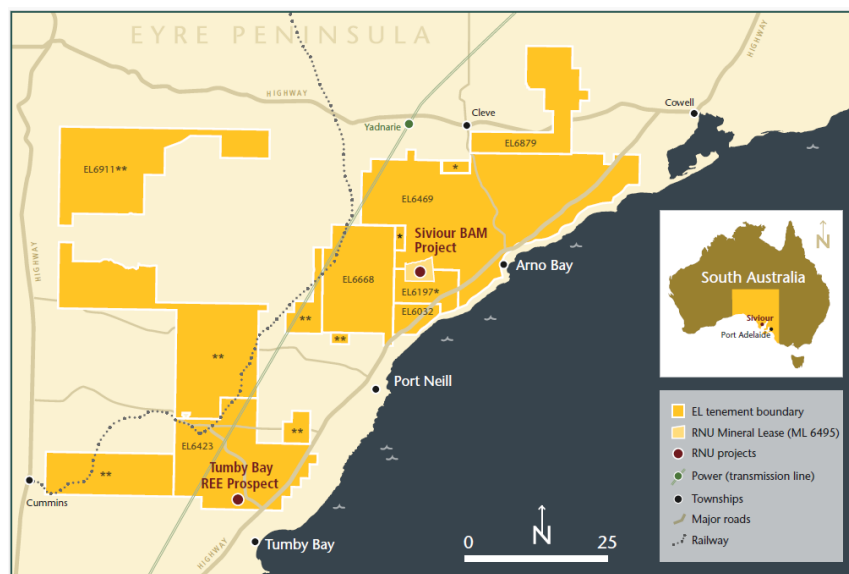 EYRE PENINSULA
HIGHWAY
HIGHWAY
Yadnarie
Cleve
Cowell
EL6879
EL6911**
*
EL6469
*
Siviour BAM
Project
HIGHWAY
Arno Bay
EL6668
EL6197*
EL6032
**
**
**
Port Neill
**
EL6423
**
Tumby Bay
REE Prospect
Cummins
HIGHWAY
Tumby Bay
N
0
25
N
South Australia
Siviour
Port Adelaide
EL tenement boundary
RNU Mineral Lease (ML 6495)
RNU projects
Power (transmission line)
Townships
Major roads
Railway